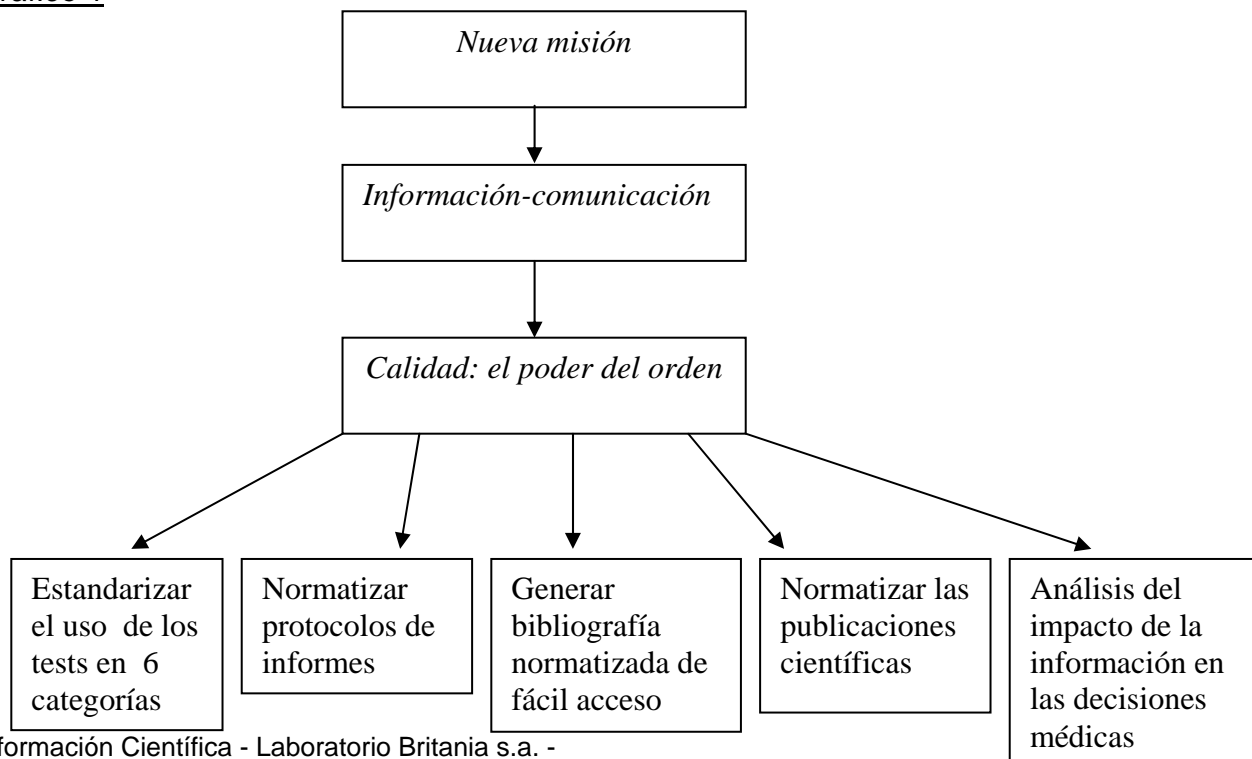 Nueva misión
Información-comunicación
Calidad: el poder del orden
Estandarizar
el uso de los
tests en 6
categorías
Normatizar
protocolos de
informes
Generar
bibliografía
normatizada de
fácil acceso
Normatizar las
publicaciones
científicas
Análisis del
impacto de la
información en
las decisiones
médicas
formación Científica - Laboratorio Britania s.a. -